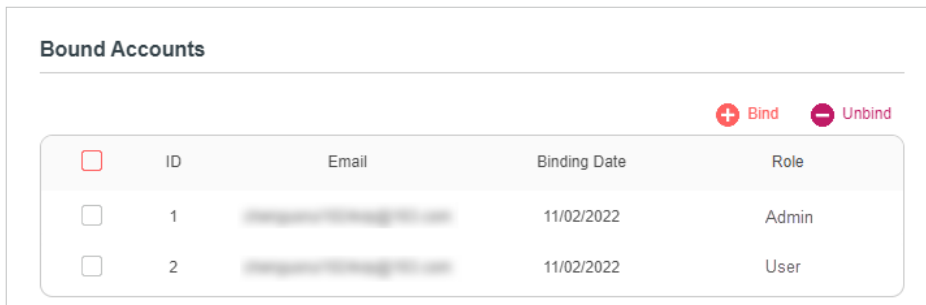 Bound Accounts
Bind Unbind
ID Email Binding Date Role
1 11/02/2022 Admin
2 11/02/2022 User